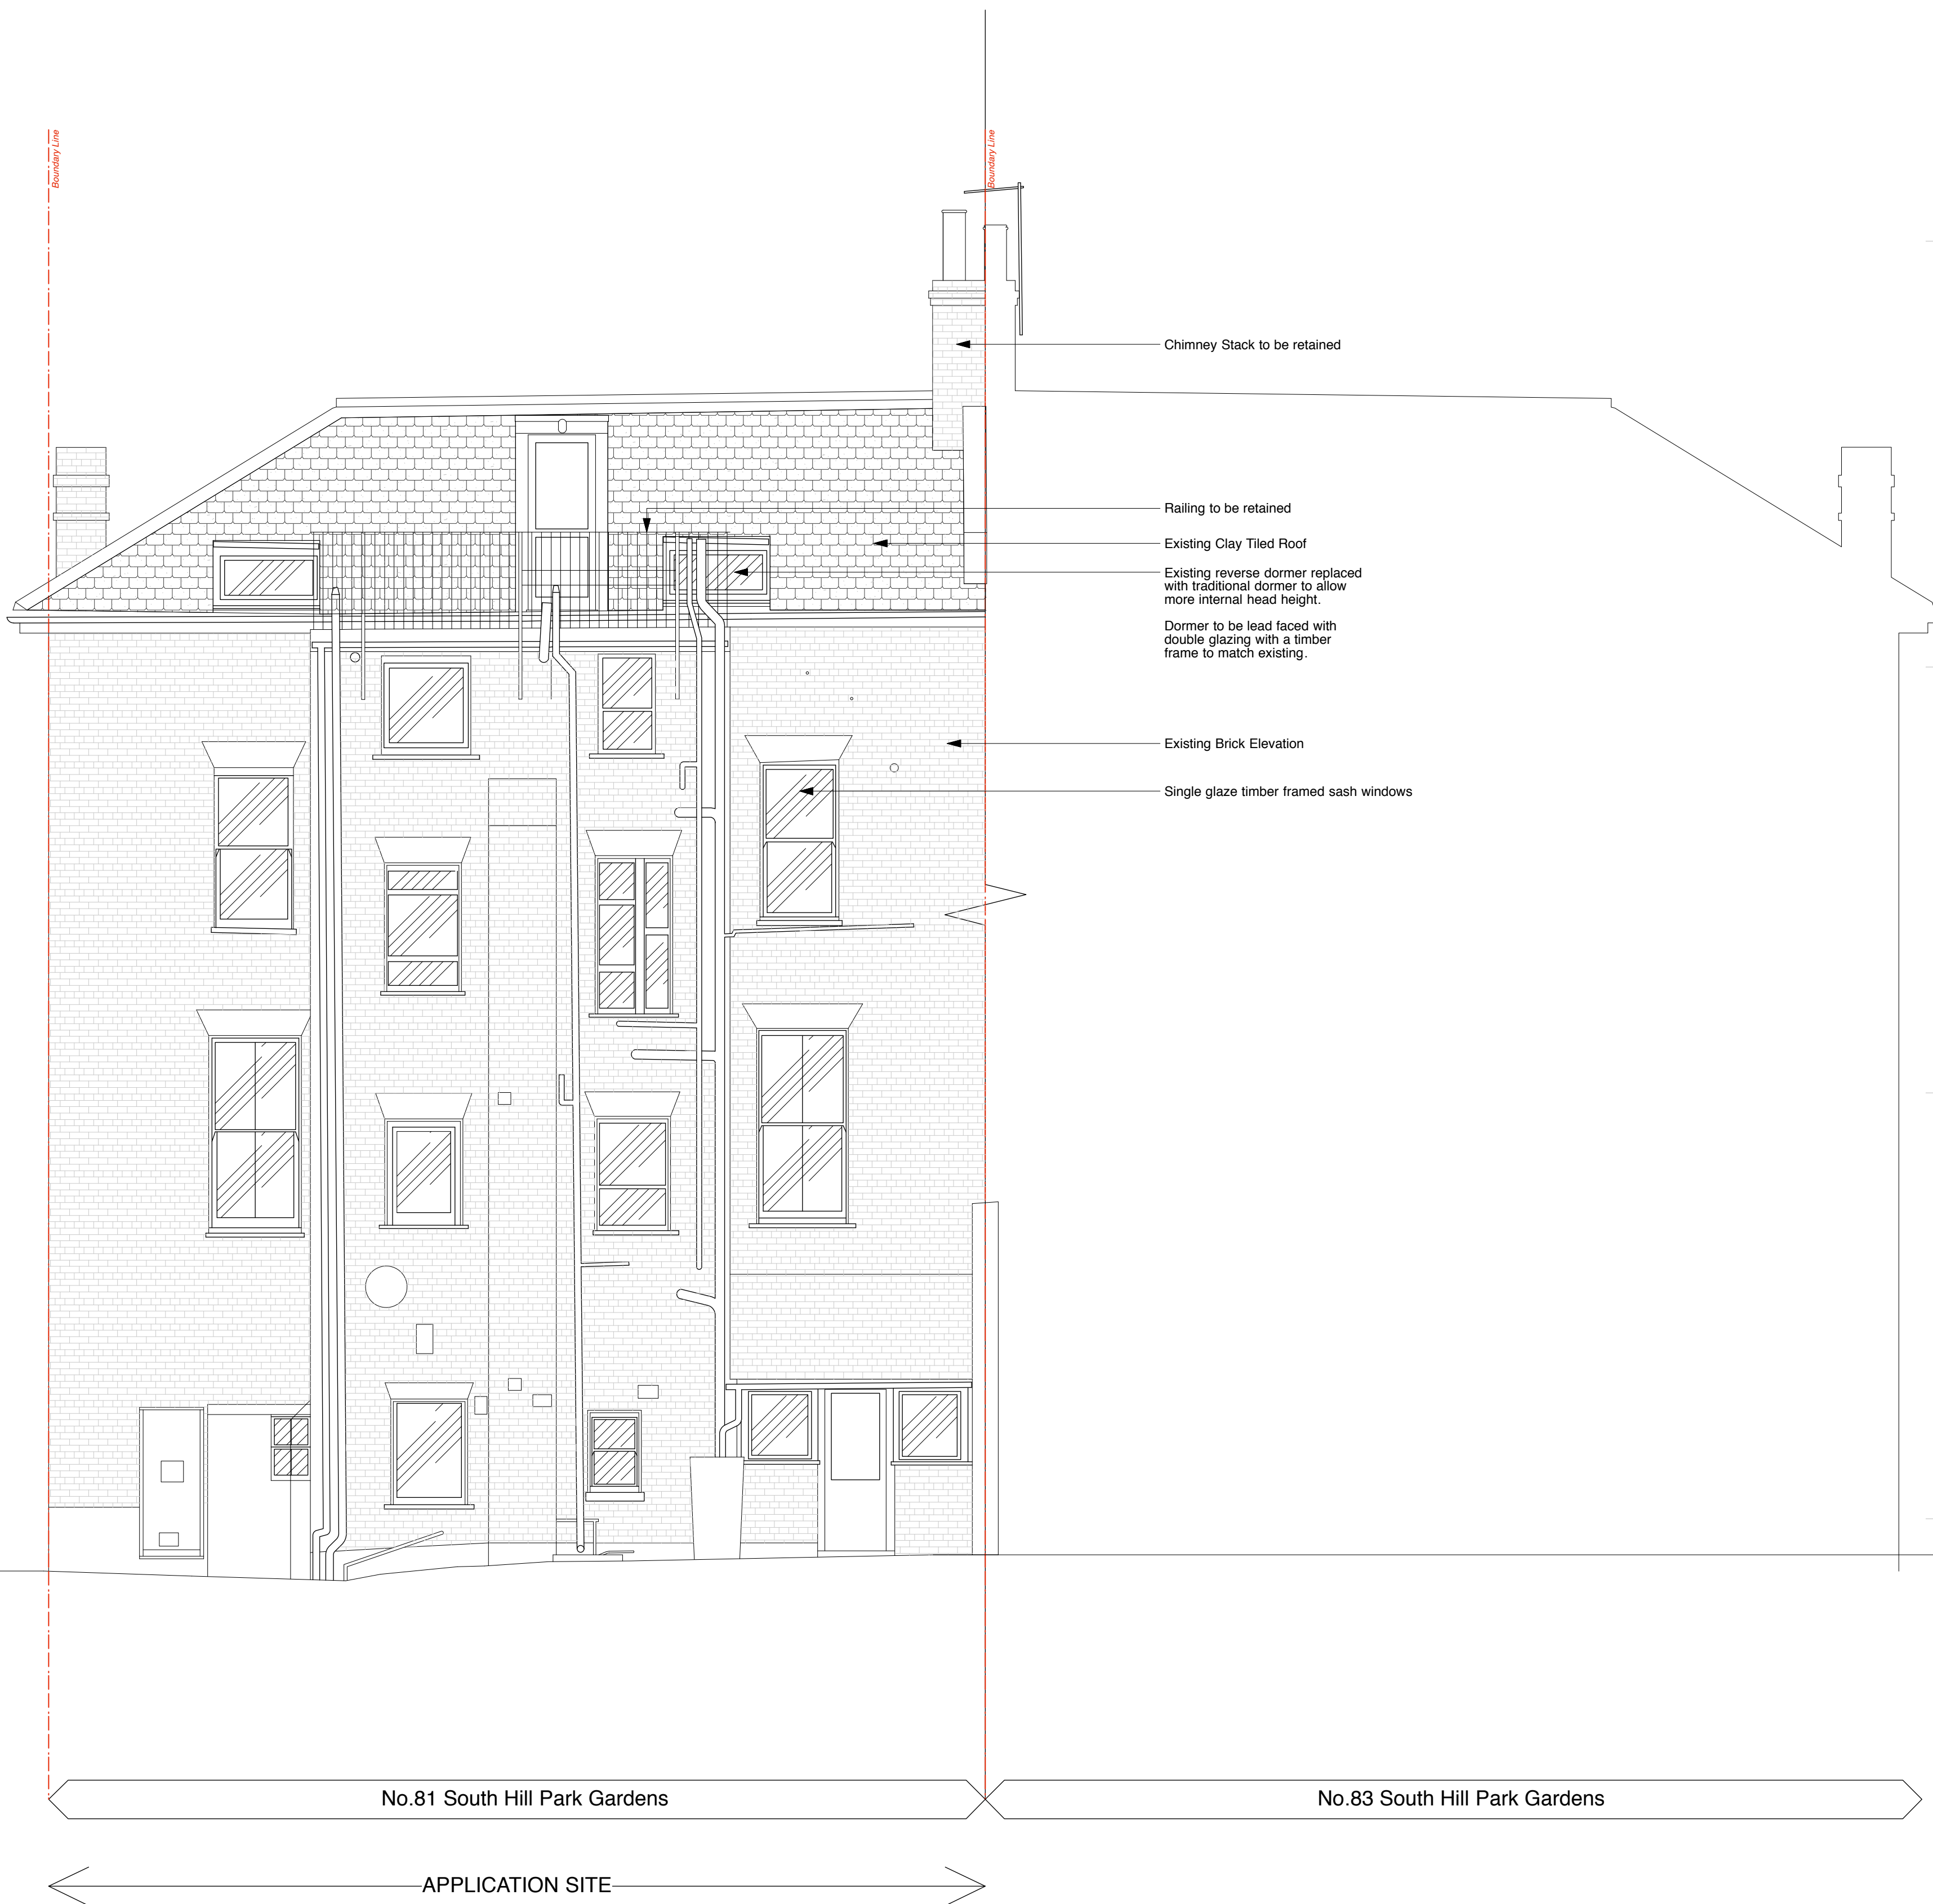 Boundary Line
Boundary Line
Chimney Stack to be retained
Railing to be retained
Existing Clay Tiled Roof
Existing reverse dormer replaced
with traditional dormer to allow
more internal head height.
Dormer to be lead faced with
double glazing with a timber
frame to match existing.
Existing Brick Elevation
Single glaze timber framed sash windows
No.81 South Hill Park Gardens
No.83 South Hill Park Gardens
APPLICATION SITE